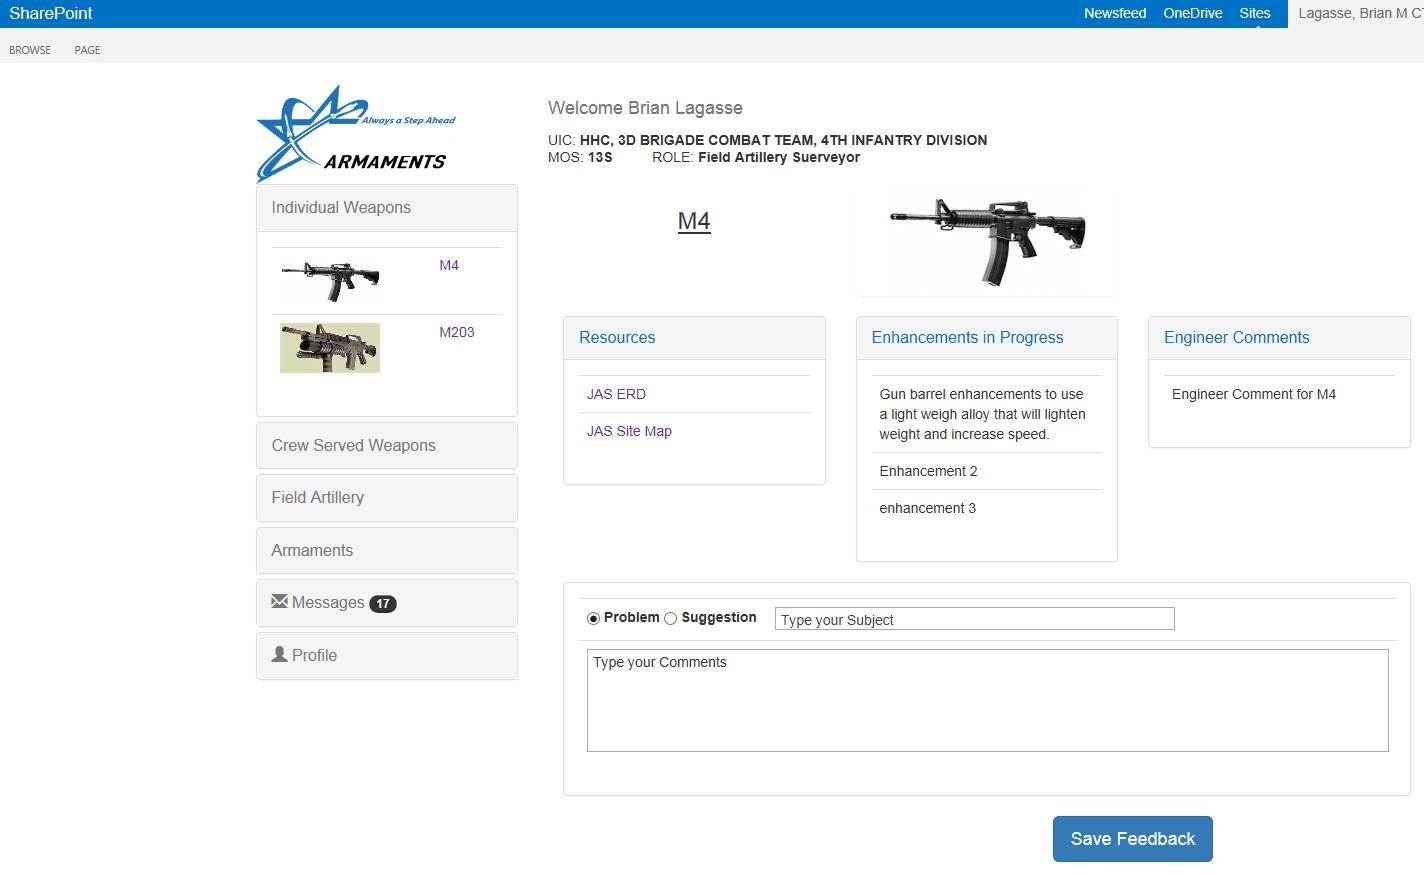 SharePoint
Newsfeed OneDrive Sites Lagasse, Brian M
BROWSE PAGE
Always a Step Ahead
ARMAMENTS
Welcome Brian Lagasse
UIC: HHC, 3D BRIGADE COMBAT TEAM, 4TH INFANTRY DIVISION
MOS: 13S ROLE: Field Artillery Suerveyor
Individual Weapons
M4
M203
Crew Served Weapons
Field Artillery
Armaments
Messages 17
Profile
M4
Resources
JAS ERD
JAS Site Map
Enhancements in Progress
Gun barrel enhancements to use
a light weigh alloy that will lighten
weight and increase speed.
Enhancement 2
enhancement 3
Engineer Comments
Engineer Comment for M4
Problem Suggestion Type your Subject
Type your Comments
Save Feedback